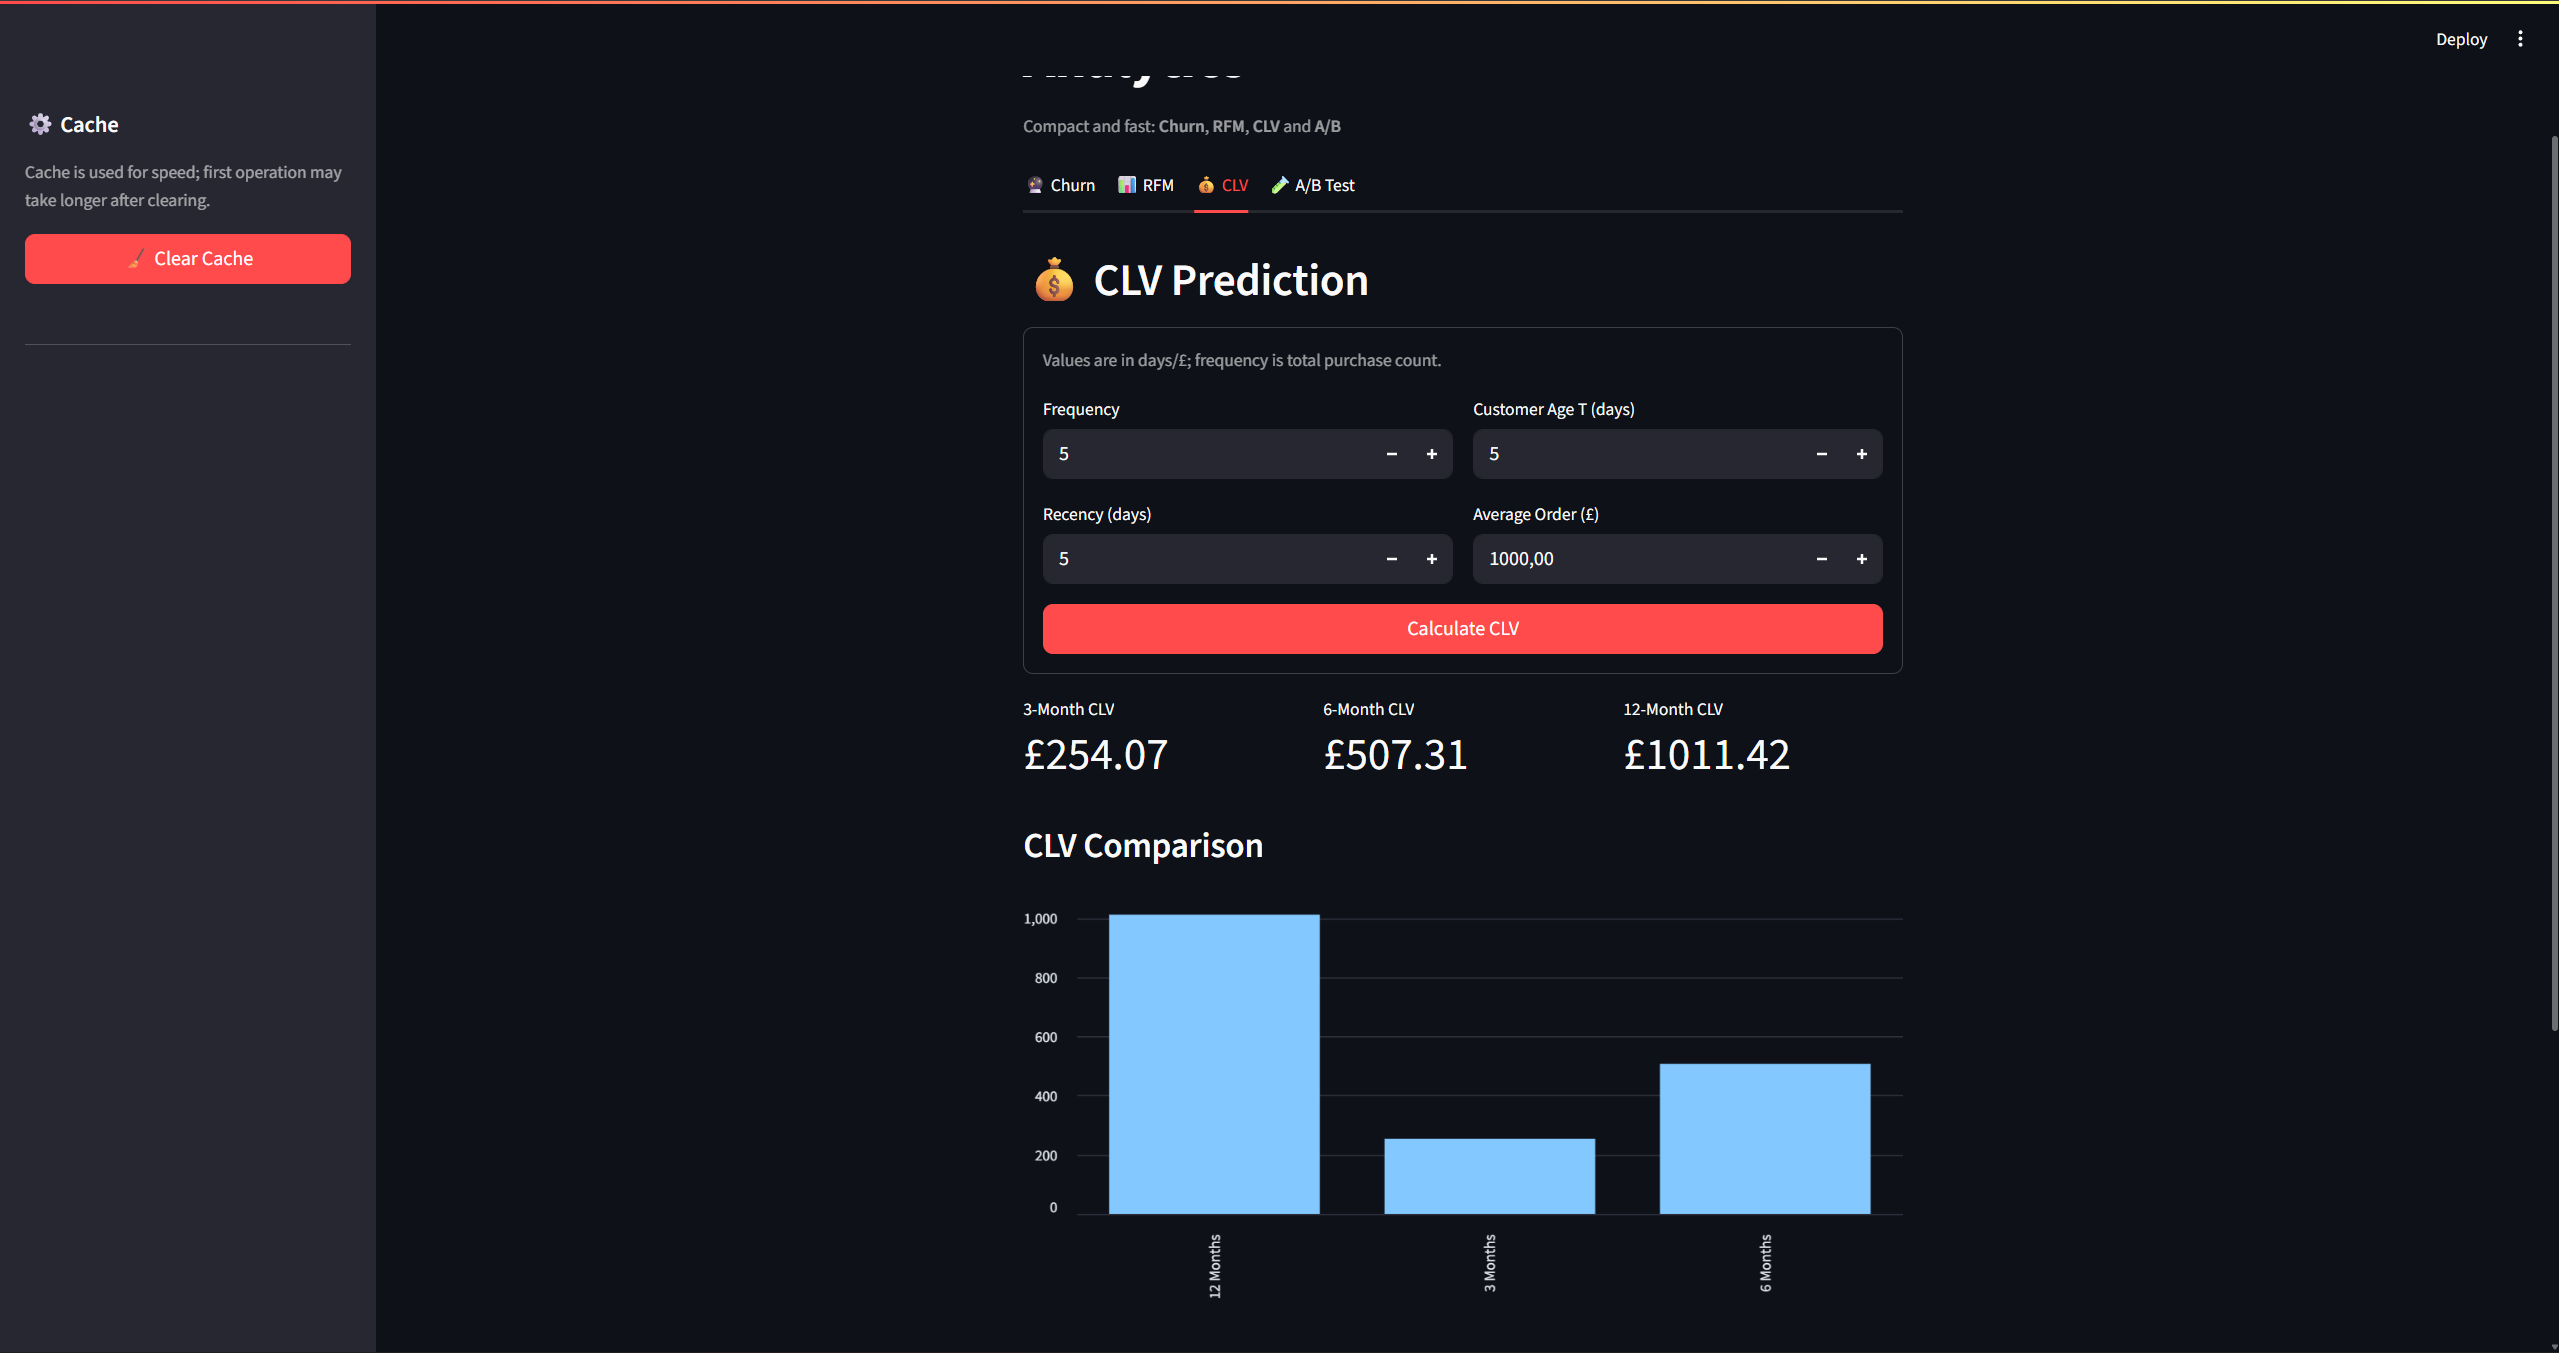 Deploy
Cache
Cache is used for speed; first operation may
take longer after clearing.
Clear Cache
Compact and fast: Churn, RFM, CLV and A/B
Churn RFM CLV A/B Test
CLV Prediction
Values are in days/£; frequency is total purchase count.
Frequency
5
Customer Age T (days)
5
Recency (days)
5
Average Order (£)
1000,00
Calculate CLV
3-Month CLV
£254.07
6-Month CLV
£507.31
12-Month CLV
£1011.42
CLV Comparison
1,000
800
600
400
200
0
12 Months
3 Months
6 Months